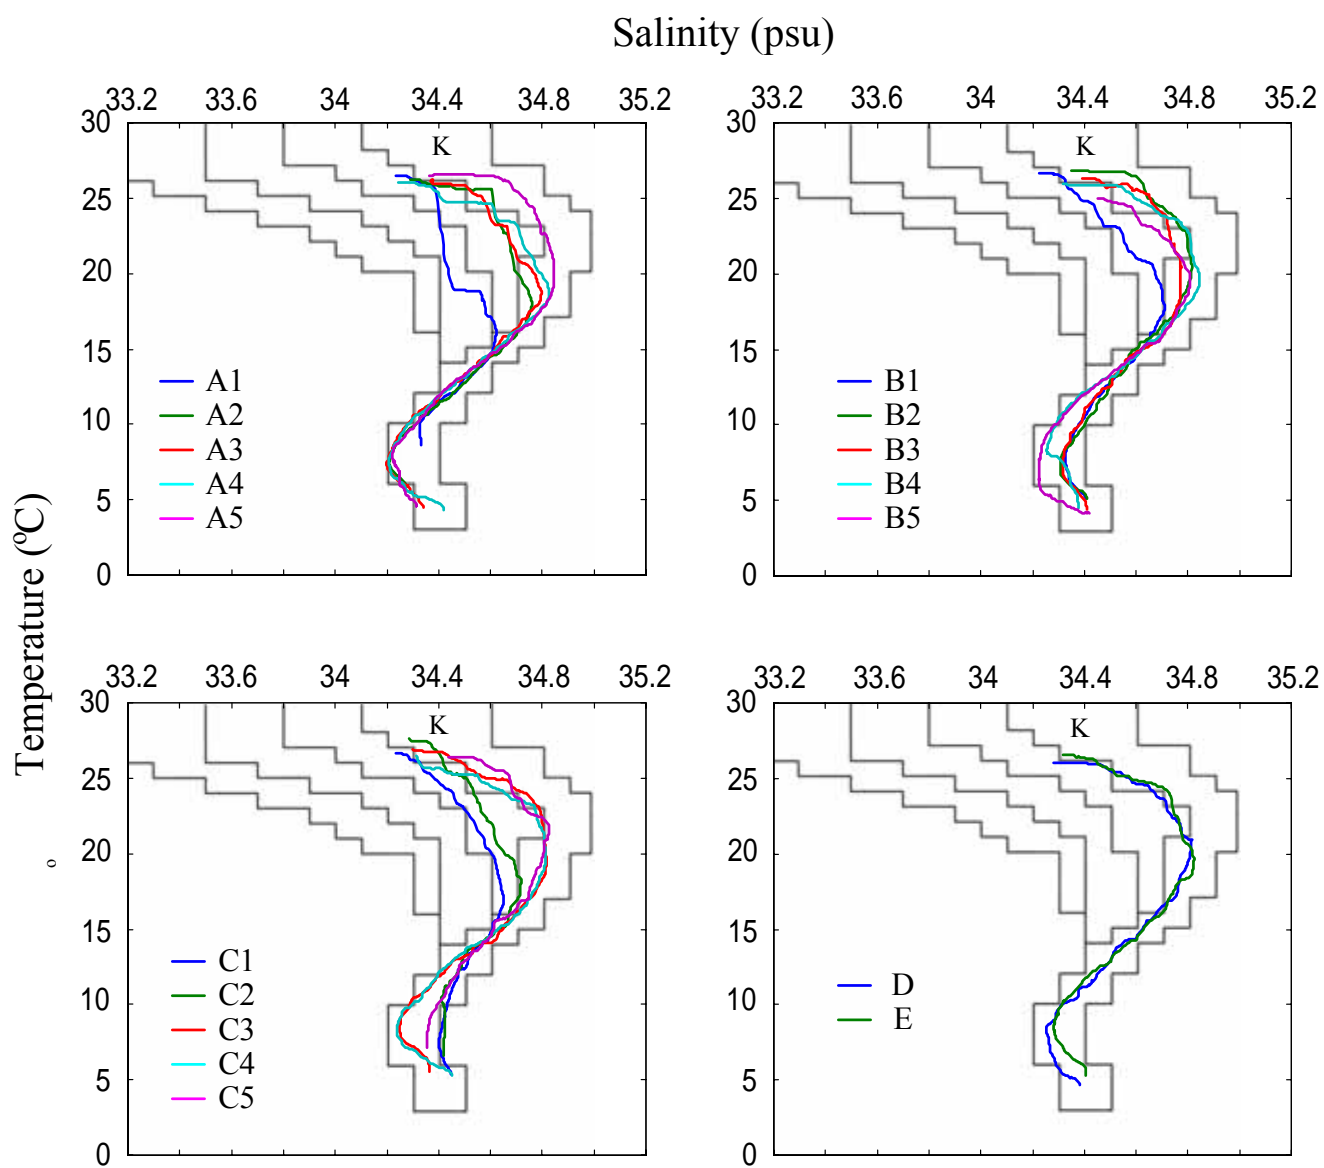 Salinity (psu)
33.2 33.6 34 34.4 34.8 35.2
33.2 33.6 34 34.4 34.8 35.2
30
25
20
15
10
5
0
K
A1
A2
A3
A4
A5
30
25
20
15
10
5
0
K
B1
B2
B3
B4
B5
Temperature (ºC)
o
33.2 33.6 34 34.4 34.8 35.2
33.2 33.6 34 34.4 34.8 35.2
30
25
20
15
10
5
0
K
C1
C2
C3
C4
C5
30
25
20
15
10
5
0
K
D
E